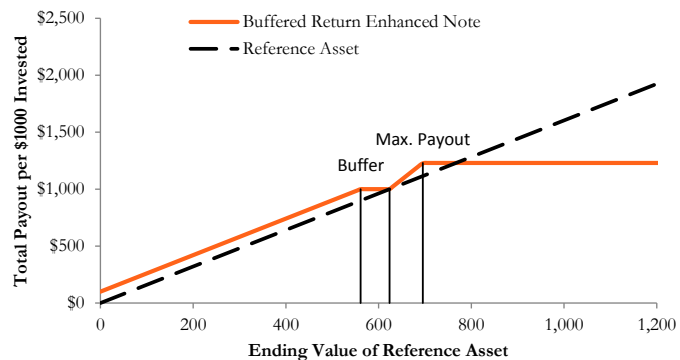 $2,500
$2,000
$1,500
$1,000
$500
$0
Total Payout per $1000 Invested
Buffered Return Enhanced Note
Reference Asset
Max. Payout
Buffer
0 200 400 600 800 1,000 1,200
Ending Value of Reference Asset